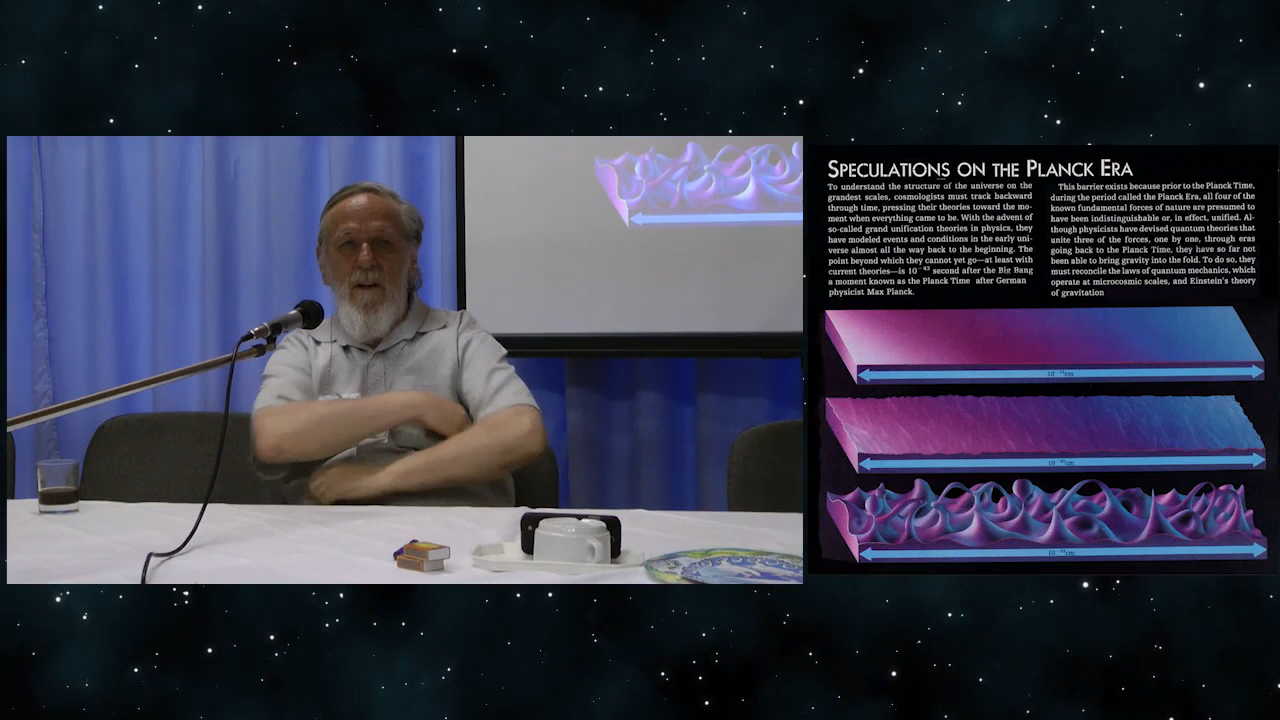 SPECULATIONS ON THE PLANCK ERA
To understand the structure of the universe on the
grandest scales, cosmologists must track backward
through time, pressing their theories toward the mo-
ment when everything came to be. With the advent of
so-called grand unification theories in physics, they
have modeled events and conditions in the early uni-
verse almost all the way back to the beginning. The
point beyond which they cannot yet go—at least with
current theories—is 10⁻⁴³ second after the Big Bang
a moment known as the Planck Time after German
physicist Max Planck.
This barrier exists because prior to the Planck Time,
during the period called the Planck Era, all four of the
known fundamental forces of nature are presumed to
have been indistinguishable or, in effect, unified. Al-
though physicists have devised quantum theories that
unite three of the forces, one by one, through eras
going back to the Planck Time, they have so far not
been able to bring gravity into the fold. To do so, they
must reconcile the laws of quantum mechanics, which
operate at microcosmic scales, and Einstein's theory
of gravitation